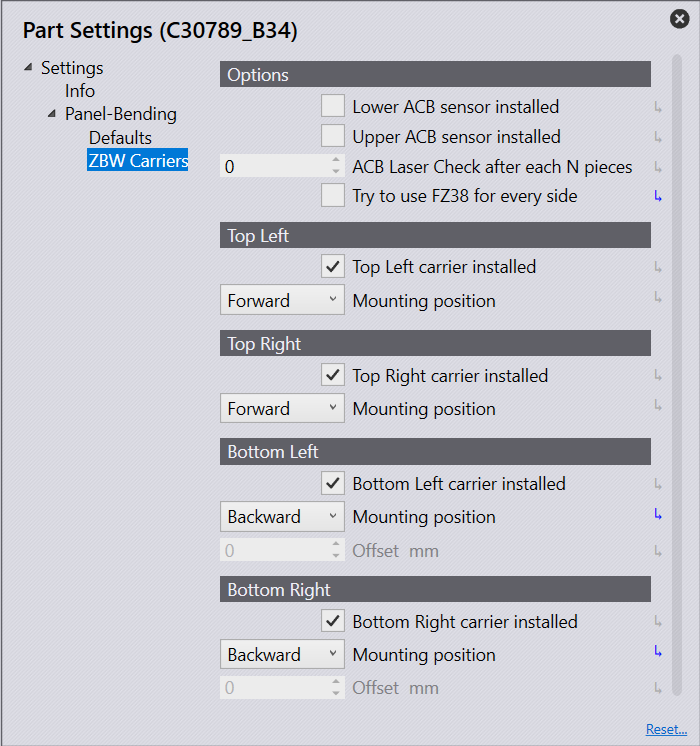 Part Settings (C30789_B34)
Settings
Info
Panel-Bending
Defaults
ZBW Carriers
Options
Lower ACB sensor installed
Upper ACB sensor installed
0 ACB Laser Check after each N pieces
Try to use FZ38 for every side
Top Left
Top Left carrier installed
Forward Mounting position
Top Right
Top Right carrier installed
Forward Mounting position
Bottom Left
Bottom Left carrier installed
Backward Mounting position
0 Offset mm
Bottom Right
Bottom Right carrier installed
Backward Mounting position
0 Offset mm
Reset...